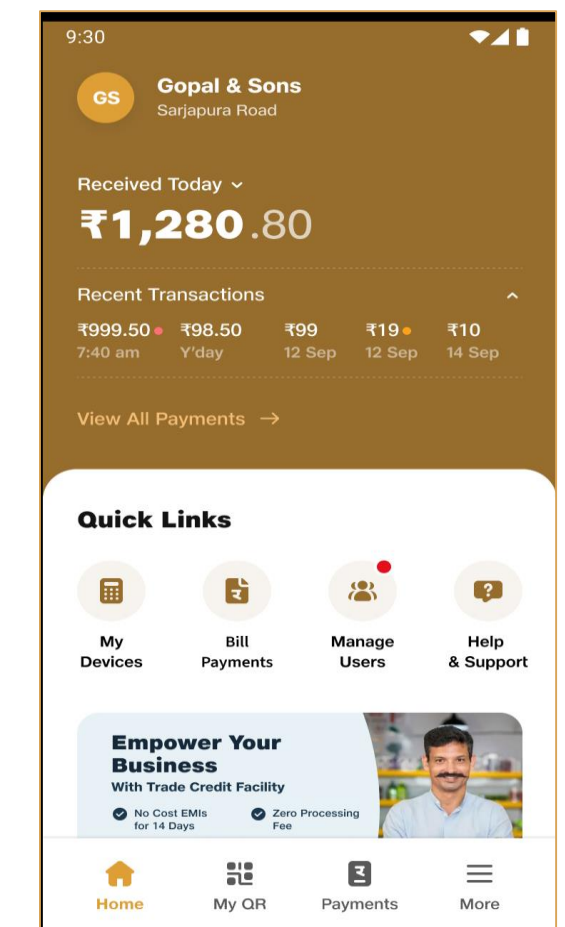 9:30
GS
Gopal & Sons
Sarjapura Road
Received Today
₹1,280.80
Recent Transactions
₹999.50 ₹98.50 ₹99 ₹19 ₹10
7:40 am Y'day 12 Sep 12 Sep 14 Sep
View All Payments →
Quick Links
My Devices
Bill Payments
Manage Users
Help & Support
Empower Your
Business
With Trade Credit Facility
No Cost EMIs
for 14 Days
Zero Processing
Fee
Home My QR Payments More